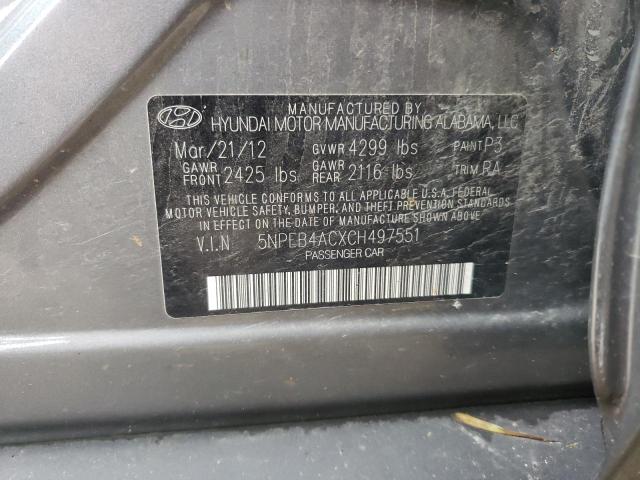 MANUFACTURED BY
HYUNDAI MOTOR MANUFACTURING ALABAMA, LLC
Mar/21/12 GVWR 4299 lbs PAINT P3
GAWR FRONT 2425 lbs GAWR REAR 2116 lbs TRIM RA
THIS VEHICLE CONFORMS TO ALL APPLICABLE U.S. FEDERAL
MOTOR VEHICLE SAFETY, BUMPER, AND THEFT PREVENTION STANDARDS
IN EFFECT ON THE DATE OF MANUFACTURE SHOWN ABOVE.
V.I.N 5NPEB4ACXCH497551
PASSENGER CAR